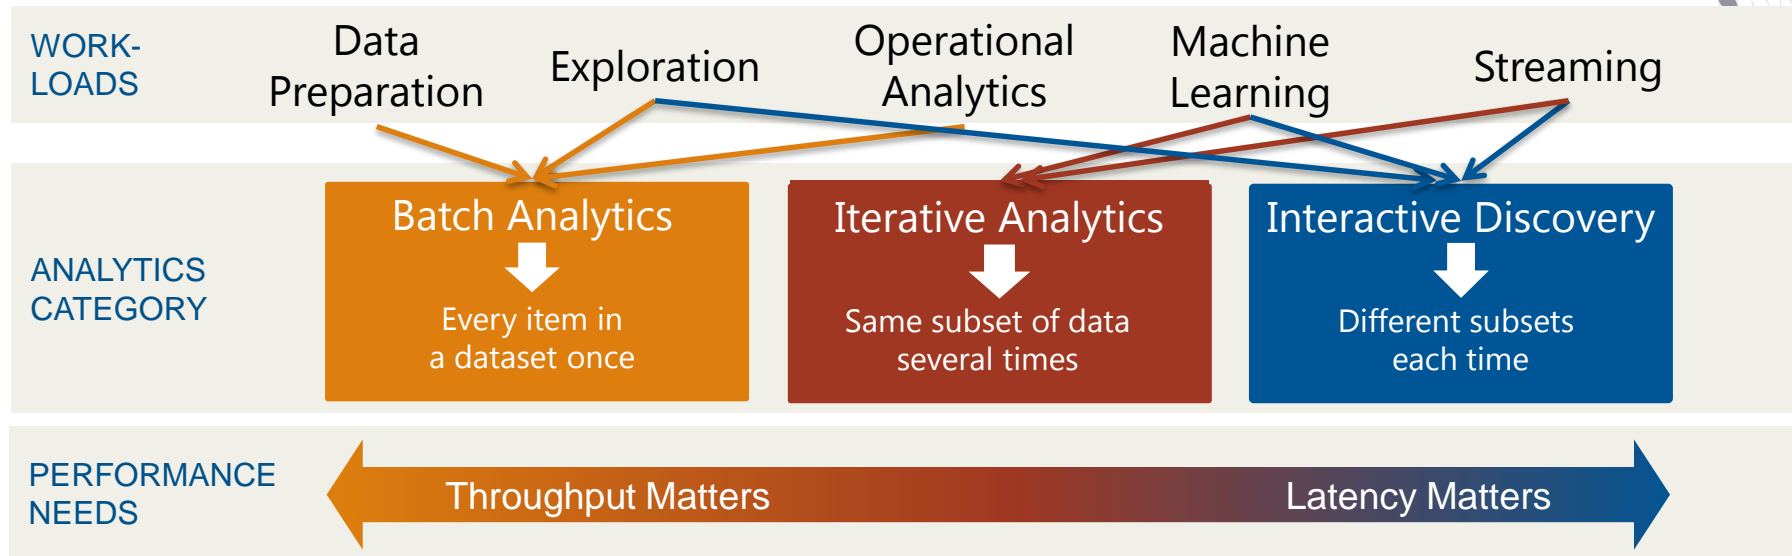 WORK-
LOADS
Data
Preparation
Exploration
Operational
Analytics
Machine
Learning
Streaming
ANALYTICS
CATEGORY
Batch Analytics
Every item in
a dataset once
Iterative Analytics
Same subset of data
several times
Interactive Discovery
Different subsets
each time
PERFORMANCE
NEEDS
Throughput Matters
Latency Matters